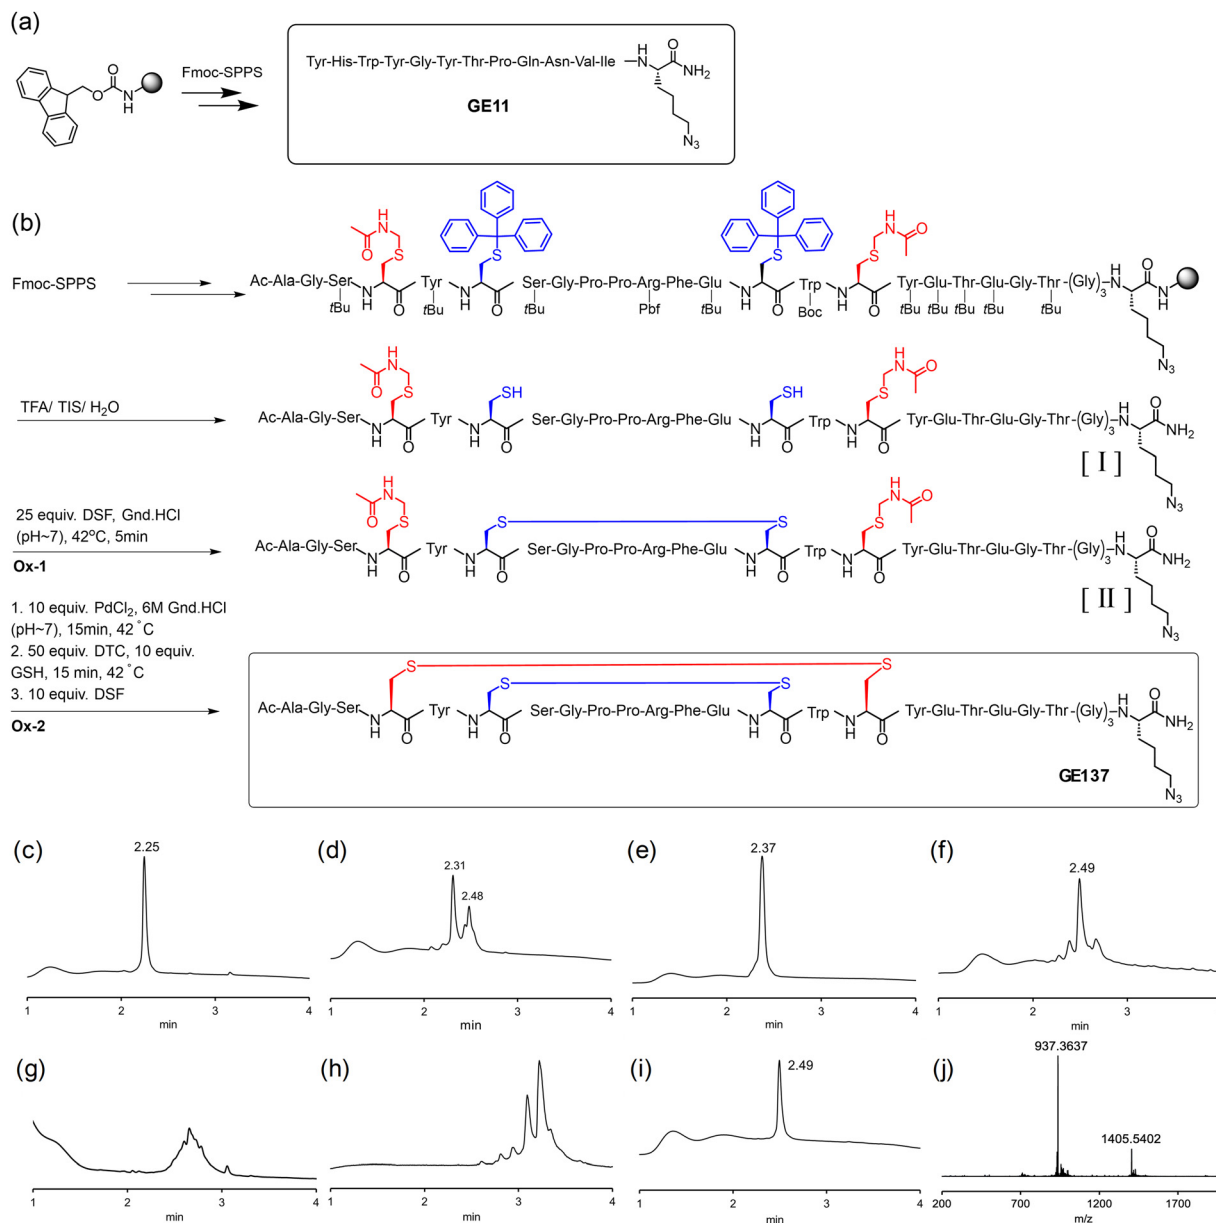 (a)
Fmoc-SPPS
O
O
N
H
Tyr-His-Trp-Tyr-Gly-Tyr-Thr-Pro-Gln-Asn-Val-Ile
H
N
O
NH2
N3
GE11
(b)
Fmoc-SPPS
H
N
O
S
S
S
S
H
N
O
Ac-Ala-Gly-Ser
tBu
N
H
O
Tyr
tBu
N
H
O
Ser-Gly-Pro-Pro-Arg-Phe-Glu
tBu
Pbf
tBu
N
H
O
Trp
Boc
N
H
O
Tyr-Glu-Thr-Glu-Gly-Thr-(Gly)3
tBu
tBu
tBu
tBu
tBu
H
N
O
N
H
N3
TFA/ TIS/ H2O
H
N
O
S
SH
SH
S
H
N
O
Ac-Ala-Gly-Ser
N
H
O
Tyr
N
H
O
Ser-Gly-Pro-Pro-Arg-Phe-Glu
N
H
O
Trp
N
H
O
Tyr-Glu-Thr-Glu-Gly-Thr-(Gly)3
H
N
O
NH2
N3
[ I ]
25 equiv. DSF, Gnd.HCl
(pH~7), 42ºC, 5min
Ox-1
H
N
O
S
S
S
S
H
N
O
Ac-Ala-Gly-Ser
N
H
O
Tyr
N
H
O
Ser-Gly-Pro-Pro-Arg-Phe-Glu
N
H
O
Trp
N
H
O
Tyr-Glu-Thr-Glu-Gly-Thr-(Gly)3
H
N
O
NH2
N3
[ II ]
1. 10 equiv. PdCl2, 6M Gnd.HCl
(pH~7), 15min, 42 °C
2. 50 equiv. DTC, 10 equiv.
GSH, 15 min, 42 °C
3. 10 equiv. DSF
Ox-2
S
S
S
S
Ac-Ala-Gly-Ser
N
H
O
Tyr
N
H
O
Ser-Gly-Pro-Pro-Arg-Phe-Glu
N
H
O
Trp
N
H
O
Tyr-Glu-Thr-Glu-Gly-Thr-(Gly)3
H
N
O
NH2
N3
GE137
(c)
2.25
1 2 3 4
min
(d)
2.31
2.48
1 2 3 4
min
(e)
2.37
1 2 3 4
min
(f)
2.49
1 2 3
min
(g)
1 2 3 4
min
(h)
1 2 3 4
min
(i)
2.49
1 2 3 4
min
(j)
937.3637
1405.5402
200 700 1200 1700
m/z